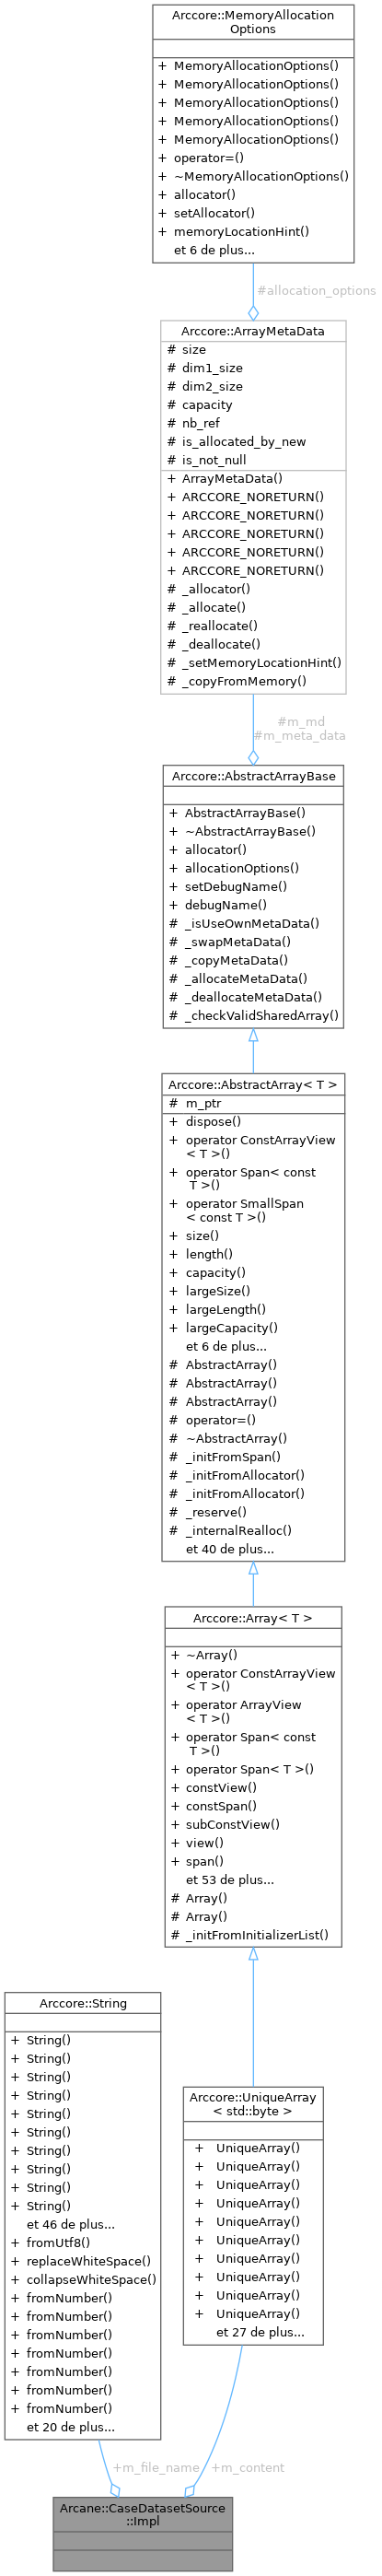 Arccore::MemoryAllocation
Options
+ MemoryAllocationOptions()
+ MemoryAllocationOptions()
+ MemoryAllocationOptions()
+ MemoryAllocationOptions()
+ MemoryAllocationOptions()
+ operator=()
+ ~MemoryAllocationOptions()
+ allocator()
+ setAllocator()
+ memoryLocationHint()
et 6 de plus...
#allocation_options
Arccore::ArrayMetaData
# size
# dim1_size
# dim2_size
# capacity
# nb_ref
# is_allocated_by_new
# is_not_null
+ ArrayMetaData()
+ ARCCORE_NORETURN()
+ ARCCORE_NORETURN()
+ ARCCORE_NORETURN()
+ ARCCORE_NORETURN()
+ ARCCORE_NORETURN()
# _allocator()
# _allocate()
# _reallocate()
# _deallocate()
# _setMemoryLocationHint()
# _copyFromMemory()
#m_md
#m_meta_data
Arccore::AbstractArrayBase
+ AbstractArrayBase()
+ ~AbstractArrayBase()
+ allocator()
+ allocationOptions()
+ setDebugName()
+ debugName()
# _isUseOwnMetaData()
# _swapMetaData()
# _copyMetaData()
# _allocateMetaData()
# _deallocateMetaData()
# _checkValidSharedArray()
Arccore::AbstractArray< T >
# m_ptr
+ dispose()
+ operator ConstArrayView
< T >()
+ operator Span< const
T >()
+ operator SmallSpan
< const T >()
+ size()
+ length()
+ capacity()
+ largeSize()
+ largeLength()
+ largeCapacity()
et 6 de plus...
# AbstractArray()
# AbstractArray()
# AbstractArray()
# operator=()
# ~AbstractArray()
# _initFromSpan()
# _initFromAllocator()
# _initFromAllocator()
# _reserve()
# _internalRealloc()
et 40 de plus...
Arccore::Array< T >
+ ~Array()
+ operator ConstArrayView
< T >()
+ operator ArrayView
< T >()
+ operator Span< const
T >()
+ operator Span< T >()
+ constView()
+ constSpan()
+ subConstView()
+ view()
+ span()
et 53 de plus...
# Array()
# Array()
# _initFromInitializerList()
Arccore::String
+ String()
+ String()
+ String()
+ String()
+ String()
+ String()
+ String()
+ String()
+ String()
+ String()
et 46 de plus...
+ fromUtf8()
+ replaceWhiteSpace()
+ collapseWhiteSpace()
+ fromNumber()
+ fromNumber()
+ fromNumber()
+ fromNumber()
+ fromNumber()
+ fromNumber()
+ fromNumber()
et 20 de plus...
Arccore::UniqueArray
< std::byte >
+ UniqueArray()
+ UniqueArray()
+ UniqueArray()
+ UniqueArray()
+ UniqueArray()
+ UniqueArray()
+ UniqueArray()
+ UniqueArray()
+ UniqueArray()
+ UniqueArray()
et 27 de plus...
+m_file_name
+m_content
Arcane::CaseDatasetSource
::Impl